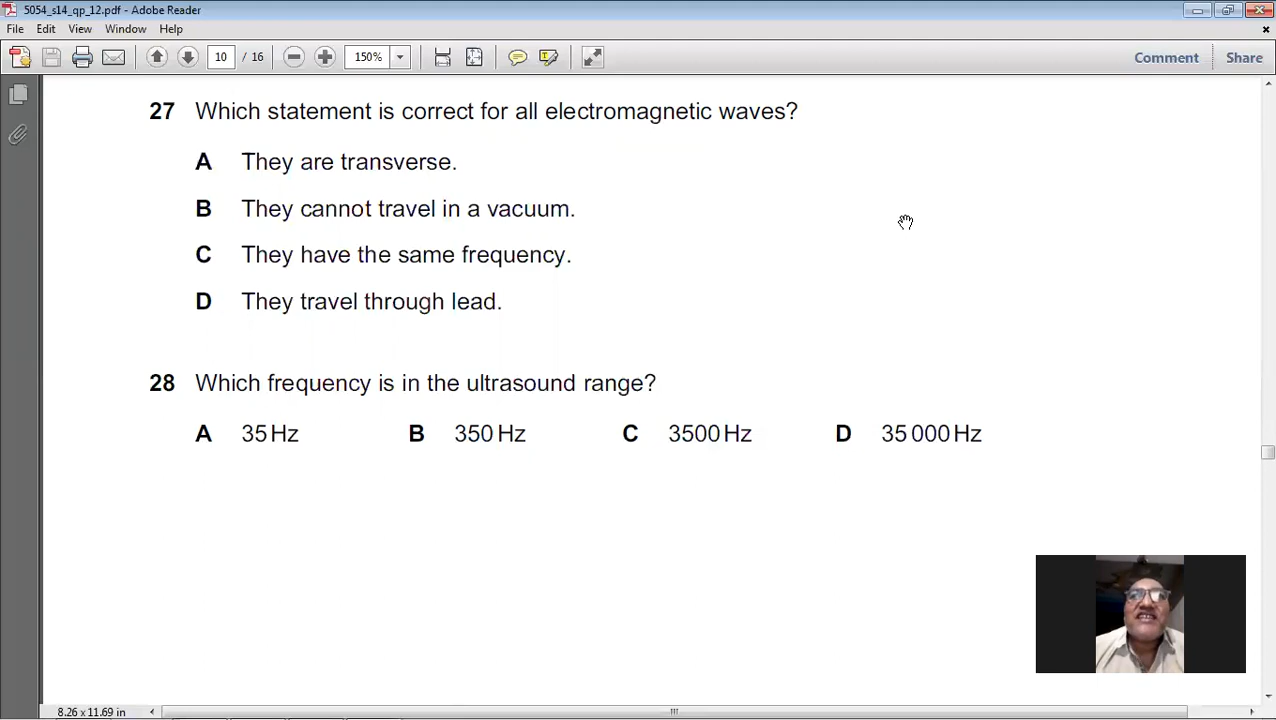 5054_s14_qp_12.pdf - Adobe Reader
File Edit View Window Help
10 / 16 150% Comment Share
27 Which statement is correct for all electromagnetic waves?
A They are transverse.
B They cannot travel in a vacuum.
C They have the same frequency.
D They travel through lead.
28 Which frequency is in the ultrasound range?
A 35 Hz B 350 Hz C 3500 Hz D 35 000 Hz
8.26 x 11.69 in